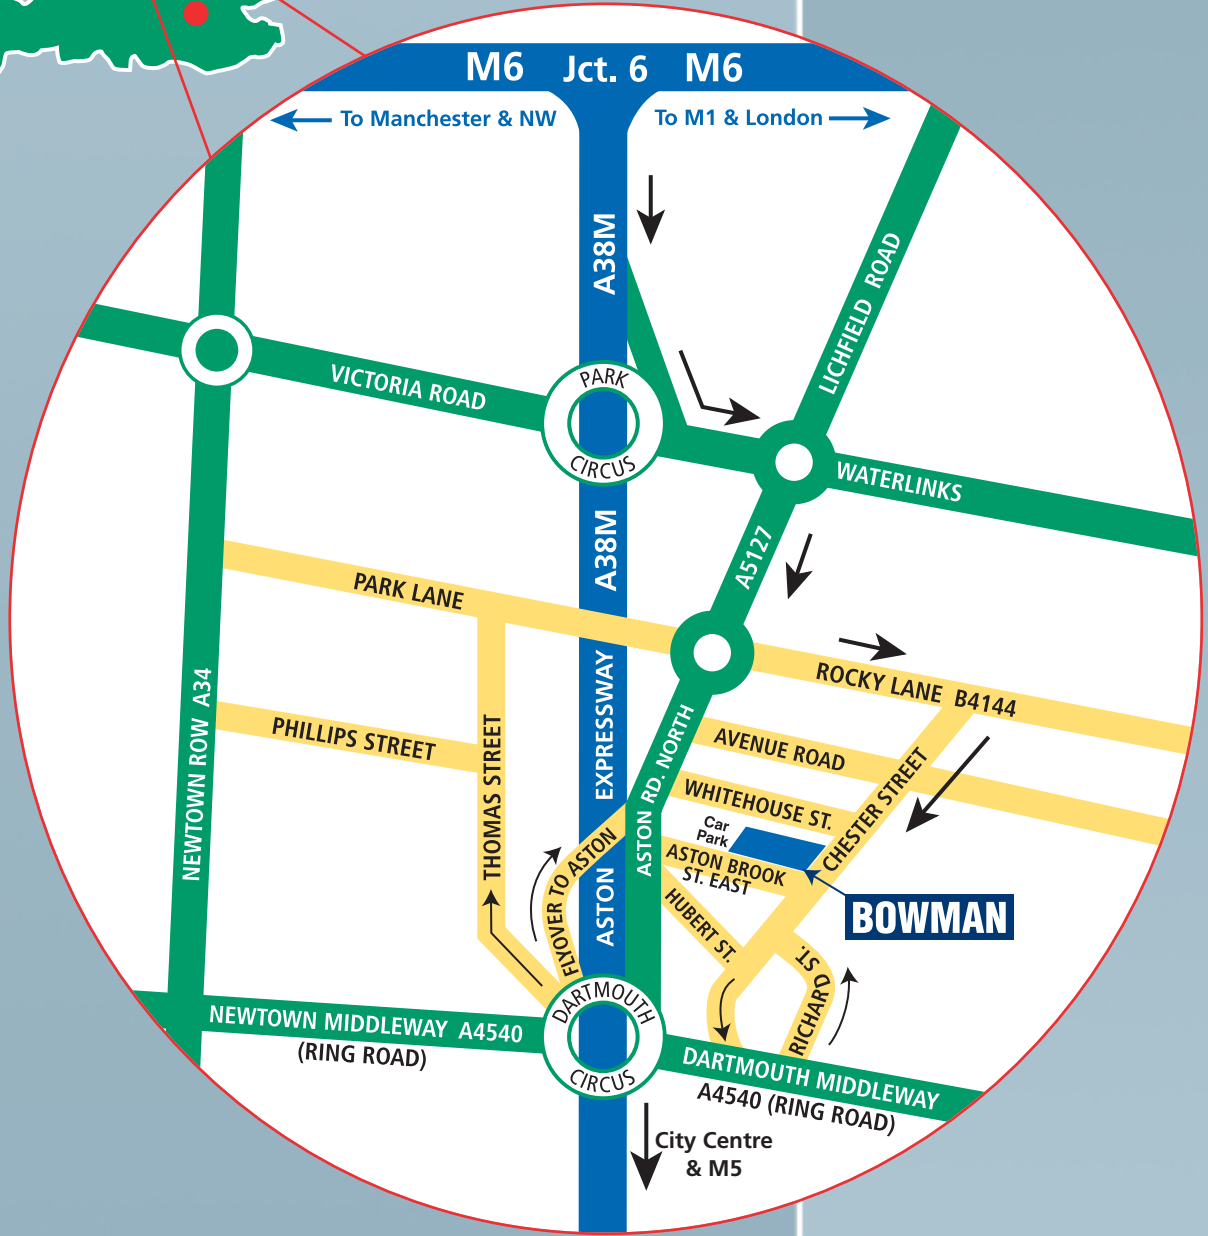 M6 Jct. 6 M6
To Manchester & NW
To M1 & London
A38M
LICHFIELD ROAD
VICTORIA ROAD
PARK
CIRCUS
WATERLINKS
A38M
A5127
PARK LANE
ROCKY LANE B4144
NEWTOWN ROW A34
PHILLIPS STREET
THOMAS STREET
ASTON EXPRESSWAY
ASTON RD. NORTH
AVENUE ROAD
WHITEHOUSE ST.
CHESTER STREET
Car
Park
ASTON BROOK
ST. EAST
FLYOVER TO ASTON
HUBERT ST.
BOWMAN
RICHARD ST.
DARTMOUTH
CIRCUS
NEWTOWN MIDDLEWAY A4540
(RING ROAD)
DARTMOUTH MIDDLEWAY
A4540 (RING ROAD)
City Centre
& M5